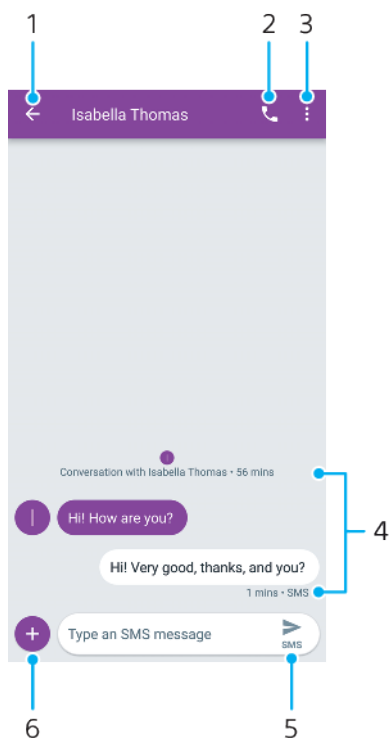 1 2 3
Isabella Thomas
Conversation with Isabella Thomas • 56 mins
Hi! How are you?
4
Hi! Very good, thanks, and you?
1 mins • SMS
Type an SMS message
SMS
6 5